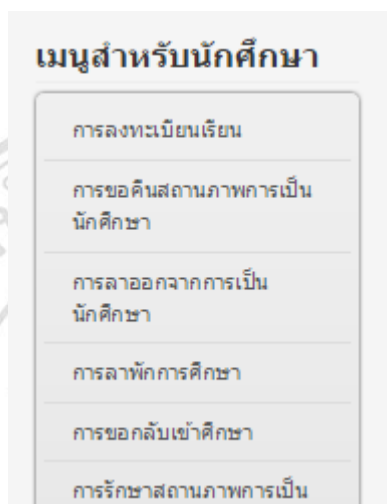 เมนูสำหรับนักศึกษา
การลงทะเบียนเรียน
การขอคืนสถานภาพการเป็น
นักศึกษา
การลาออกจากการเป็น
นักศึกษา
การลาพักการศึกษา
การขอกลับเข้าศึกษา
การรักษาสถานภาพการเป็น